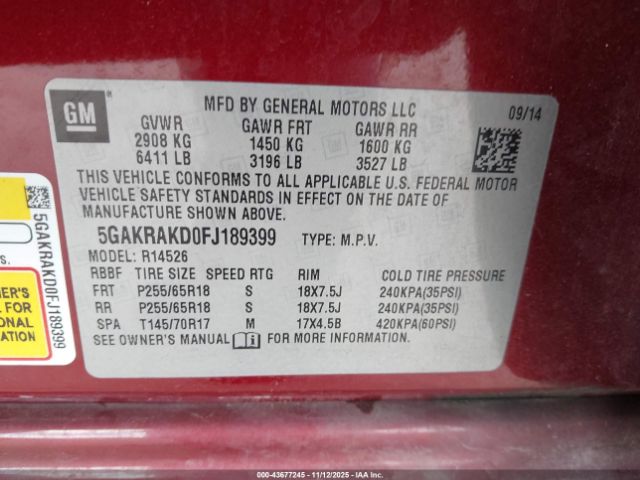 GM
MFD BY GENERAL MOTORS LLC 09/14
GVWR GAWR FRT GAWR RR
2908 KG 1450 KG 1600 KG
6411 LB 3196 LB 3527 LB
THIS VEHICLE CONFORMS TO ALL APPLICABLE U.S. FEDERAL MOTOR
VEHICLE SAFETY STANDARDS IN EFFECT ON THE DATE OF
MANUFACTURE SHOWN ABOVE.
5GAKRAKD0FJ189399 TYPE: M.P.V.
MODEL: R14526
RBBF TIRE SIZE SPEED RTG RIM COLD TIRE PRESSURE
FRT P255/65R18 S 18X7.5J 240KPA(35PSI)
RR P255/65R18 S 18X7.5J 240KPA(35PSI)
SPA T145/70R17 M 17X4.5B 420KPA(60PSI)
SEE OWNER'S MANUAL FOR MORE INFORMATION.
5GAKRAKD0FJ189399
ER'S
L FOR
ONAL
TION
000-43677245 - 11/12/2025 - IAA